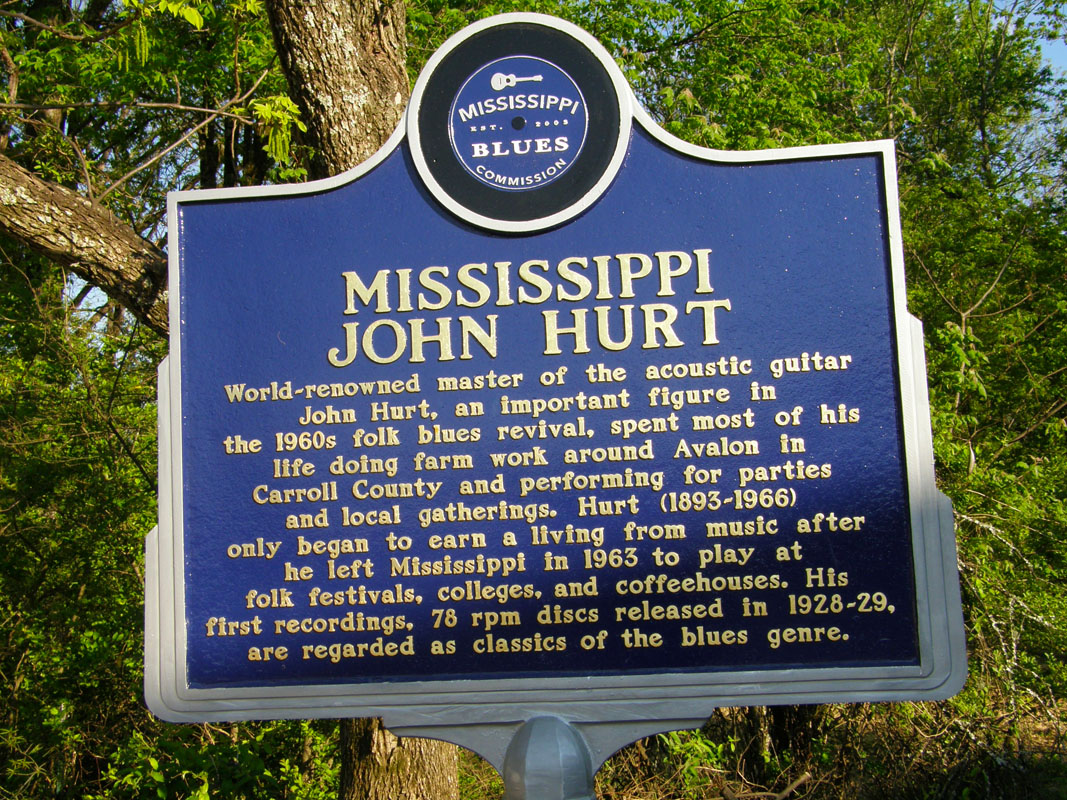 MISSISSIPPI
EST. 2003
BLUES
COMMISSION
MISSISSIPPI
JOHN HURT
World-renowned master of the acoustic guitar
John Hurt, an important figure in
the 1960s folk blues revival, spent most of his
life doing farm work around Avalon in
Carroll County and performing for parties
and local gatherings. Hurt (1893-1966)
only began to earn a living from music after
he left Mississippi in 1963 to play at
folk festivals, colleges, and coffeehouses. His
first recordings, 78 rpm discs released in 1928-29,
are regarded as classics of the blues genre.